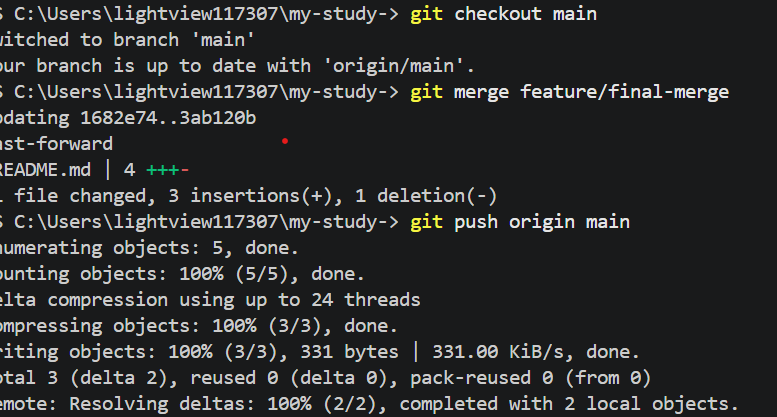 S C:\Users\lightview117307\my-study-> git checkout main
witched to branch 'main'
our branch is up to date with 'origin/main'.
S C:\Users\lightview117307\my-study-> git merge feature/final-merge
pdating 1682e74..3ab120b
ast-forward
README.md | 4 +++-
1 file changed, 3 insertions(+), 1 deletion(-)
S C:\Users\lightview117307\my-study-> git push origin main
numerating objects: 5, done.
ounting objects: 100% (5/5), done.
elta compression using up to 24 threads
ompressing objects: 100% (3/3), done.
riting objects: 100% (3/3), 331 bytes | 331.00 KiB/s, done.
otal 3 (delta 2), reused 0 (delta 0), pack-reused 0 (from 0)
emote: Resolving deltas: 100% (2/2), completed with 2 local objects.